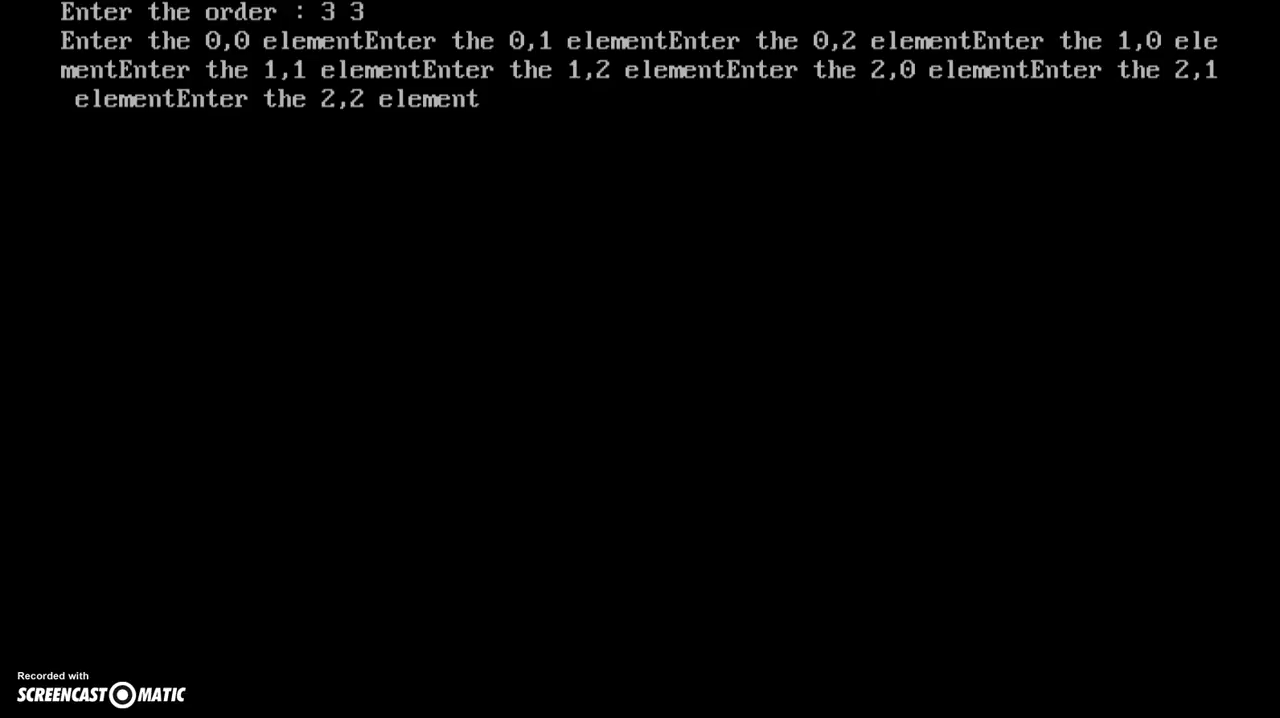 Enter the order : 3 3
Enter the 0,0 elementEnter the 0,1 elementEnter the 0,2 elementEnter the 1,0 ele
mentEnter the 1,1 elementEnter the 1,2 elementEnter the 2,0 elementEnter the 2,1
 elementEnter the 2,2 element
Recorded with
SCREENCAST MATIC